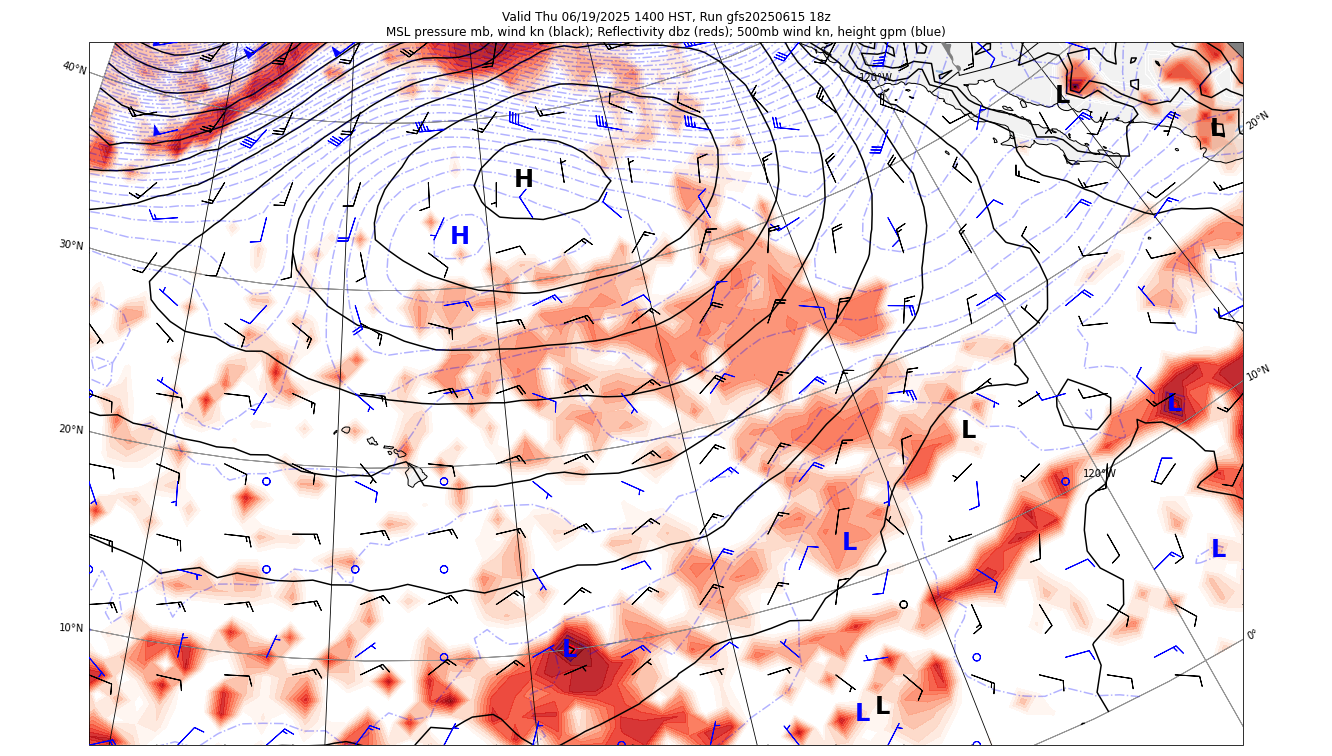 Valid Thu 06/19/2025 1400 HST, Run gfs20250615 18z
MSL pressure mb, wind kn (black); Reflectivity dbz (reds); 500mb wind kn, height gpm (blue)
40°N
120°W
L
L
20°N
H
H
30°N
10°N
L
L
20°N
120°W
L
L
10°N
0°
L
L
L